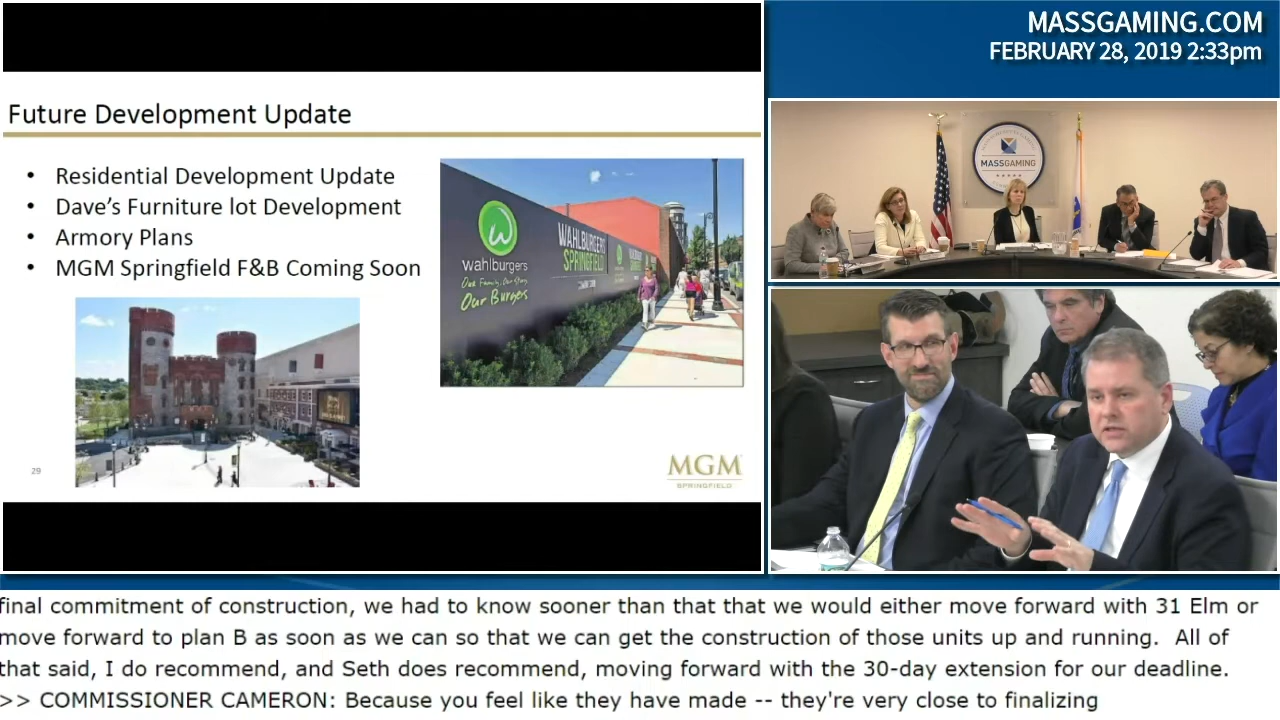 MASSGAMING.COM
FEBRUARY 28, 2019 2:33pm
Future Development Update
• Residential Development Update
• Dave's Furniture lot Development
• Armory Plans
• MGM Springfield F&B Coming Soon
wahlburgers
Our Family, Our Story,
Our Burgers
WAHLBURGERS
SPRINGFIELD
29
MGM
SPRINGFIELD
MASSGAMING
final commitment of construction, we had to know sooner than that that we would either move forward with 31 Elm or
move forward to plan B as soon as we can so that we can get the construction of those units up and running.  All of
that said, I do recommend, and Seth does recommend, moving forward with the 30-day extension for our deadline.
>> COMMISSIONER CAMERON: Because you feel like they have made -- they're very close to finalizing